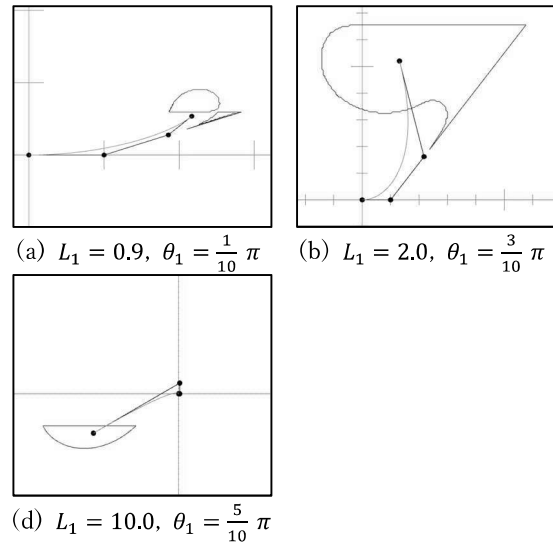 (a) L₁ = 0.9, θ₁ = 1/10 π
(b) L₁ = 2.0, θ₁ = 3/10 π
(d) L₁ = 10.0, θ₁ = 5/10 π